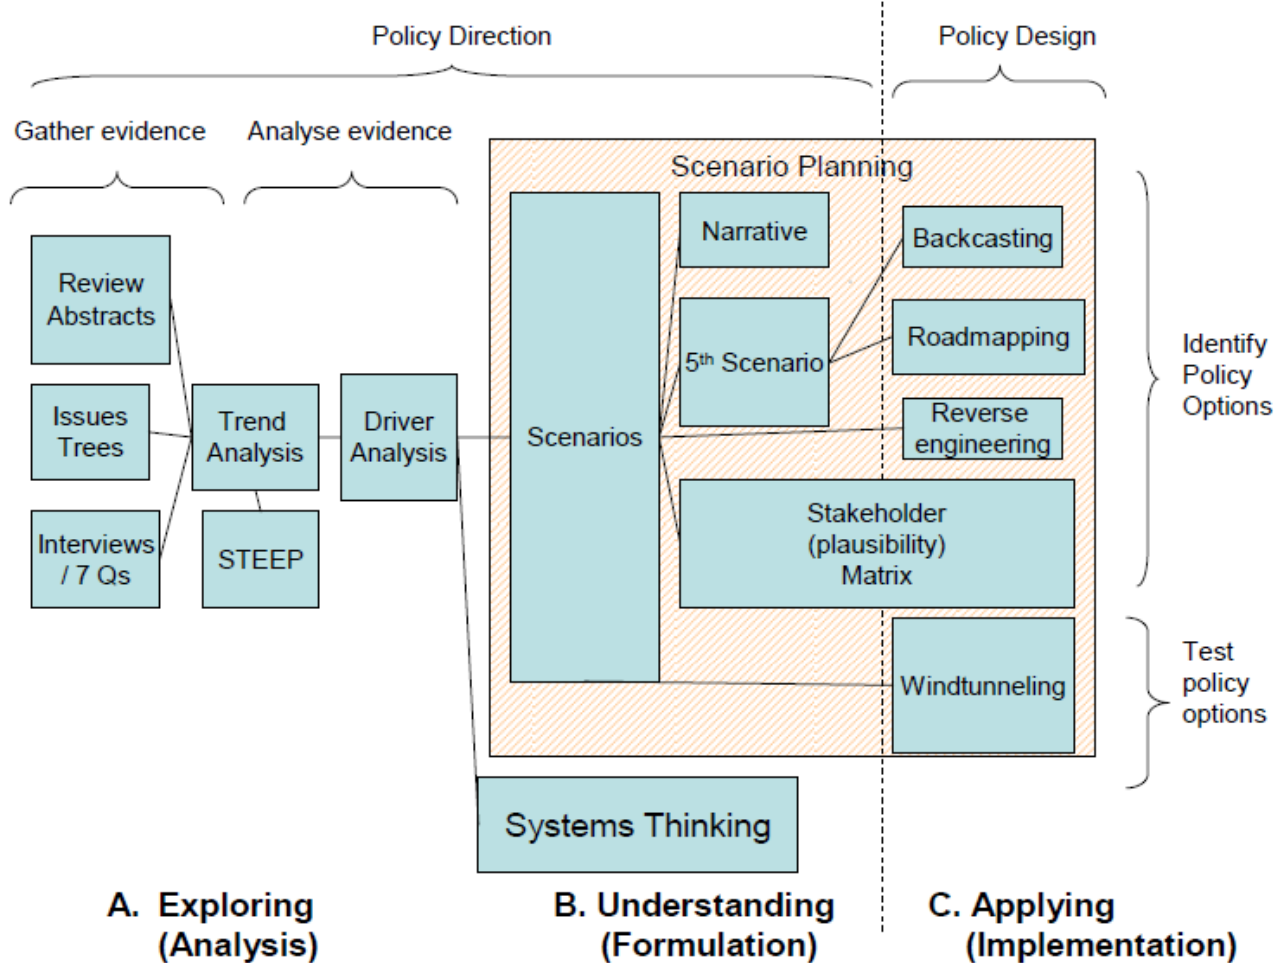 Policy Direction
Policy Design
Gather evidence
Analyse evidence
Scenario Planning
Review
Abstracts
Issues
Trees
Interviews
/ 7 Qs
Trend
Analysis
STEEP
Driver
Analysis
Scenarios
Narrative
5th Scenario
Backcasting
Roadmapping
Reverse
engineering
Stakeholder
(plausibility)
Matrix
Windtunneling
Systems Thinking
Identify
Policy
Options
Test
policy
options
A. Exploring
(Analysis)
B. Understanding
(Formulation)
C. Applying
(Implementation)